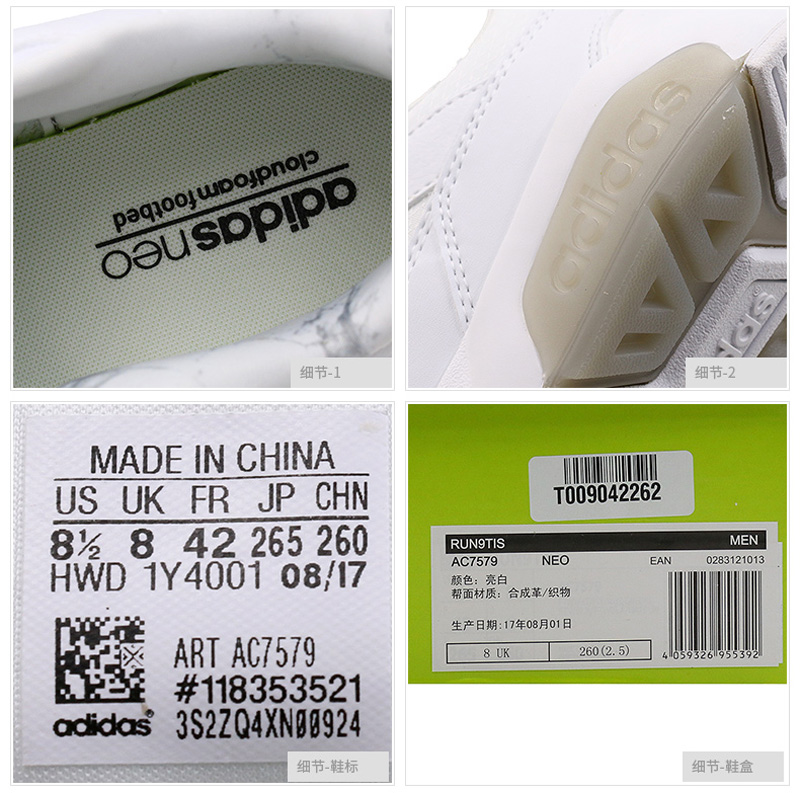 adidas neo
cloudfoam footbed
细节-1
adidas
adidas
细节-2
MADE IN CHINA
US UK FR JP CHN
8½ 8 42 265 260
HWD 1Y4001 08/17
ART AC7579
#118353521
adidas 3S2ZQ4XN00924
细节-鞋标
T009042262
RUN9TIS MEN
AC7579 NEO EAN 0283121013
颜色: 亮白
帮面材质: 合成革/织物
生产日期:17年08月01日
8 UK 260(2.5)
4 059326 955392
细节-鞋盒